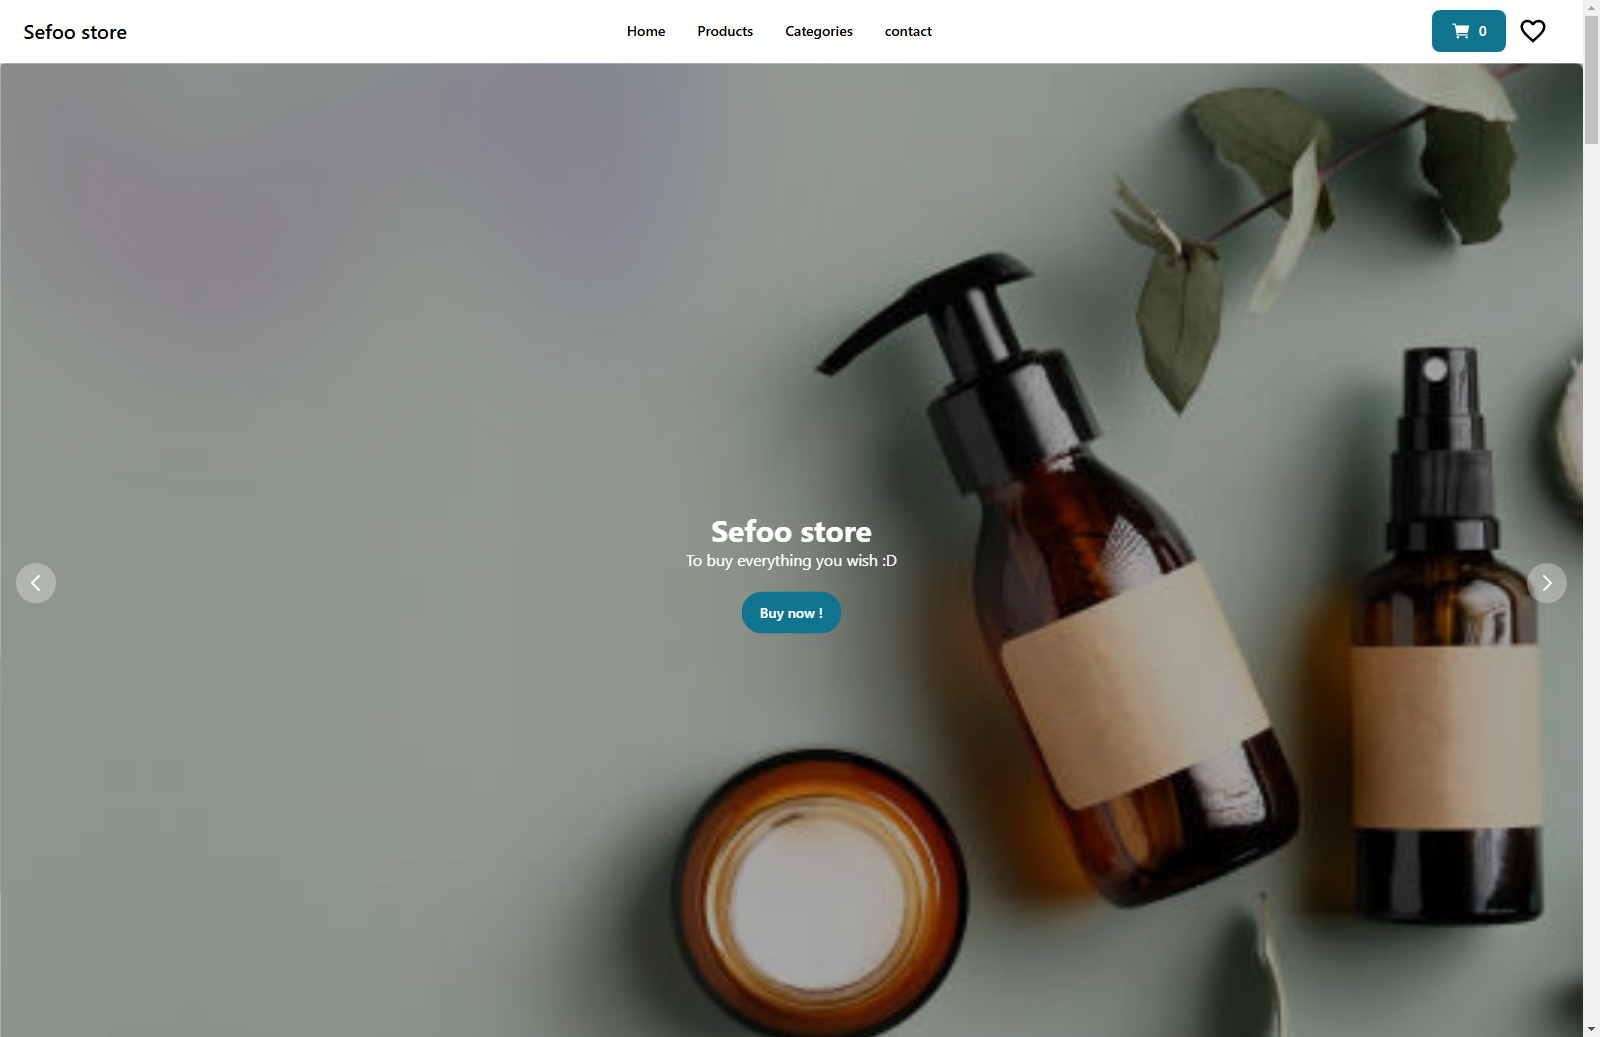 Sefoo store
Home
Products
Categories
contact
0
Sefoo store
To buy everything you wish :D
Buy now !